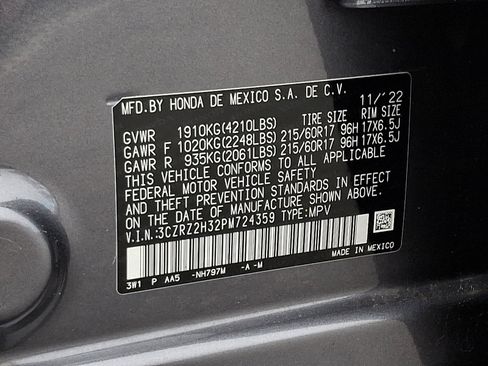 MFD.BY HONDA DE MEXICO S.A. DE C.V.
11/'22
GVWR 1910KG(4210LBS) TIRE SIZE RIM SIZE
GAWR F 1020KG(2248LBS) 215/60R17 96H 17X6.5J
GAWR R 935KG(2061LBS) 215/60R17 96H 17X6.5J
THIS VEHICLE CONFORMS TO ALL APPLICABLE
FEDERAL MOTOR VEHICLE SAFETY
AND THEFT PREVENTION STANDARDS IN EFFECT
ON THE DATE OF MANUFACTURE SHOWN ABOVE.
V.I.N.:3CZRZ2H32PM724359 TYPE:MPV
3W1 P AA5 -NH797M -A -M
MADE IN MEXICO